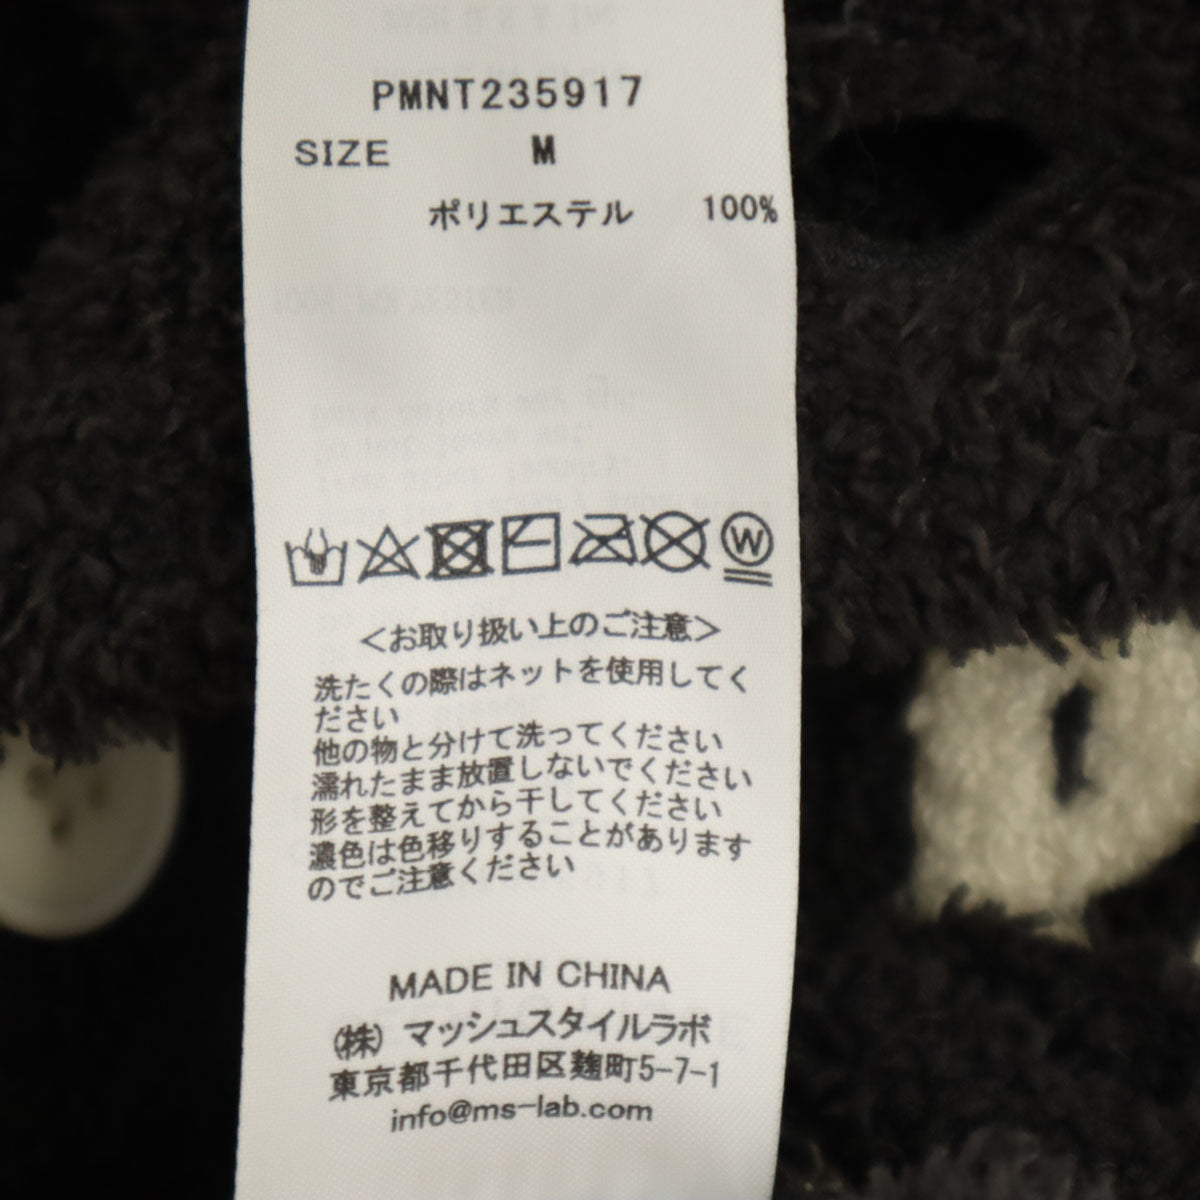 PMNT235917
SIZE M
ポリエステル 100%
W
<お取り扱い上のご注意>
洗たくの際はネットを使用してく
ださい
他の物と分けて洗ってください
濡れたまま放置しないでください
形を整えてから干してください
濃色は色移りすることがあります
のでご注意ください
MADE IN CHINA
(株) マッシュスタイルラボ
東京都千代田区麹町5-7-1
info@ms-lab.com